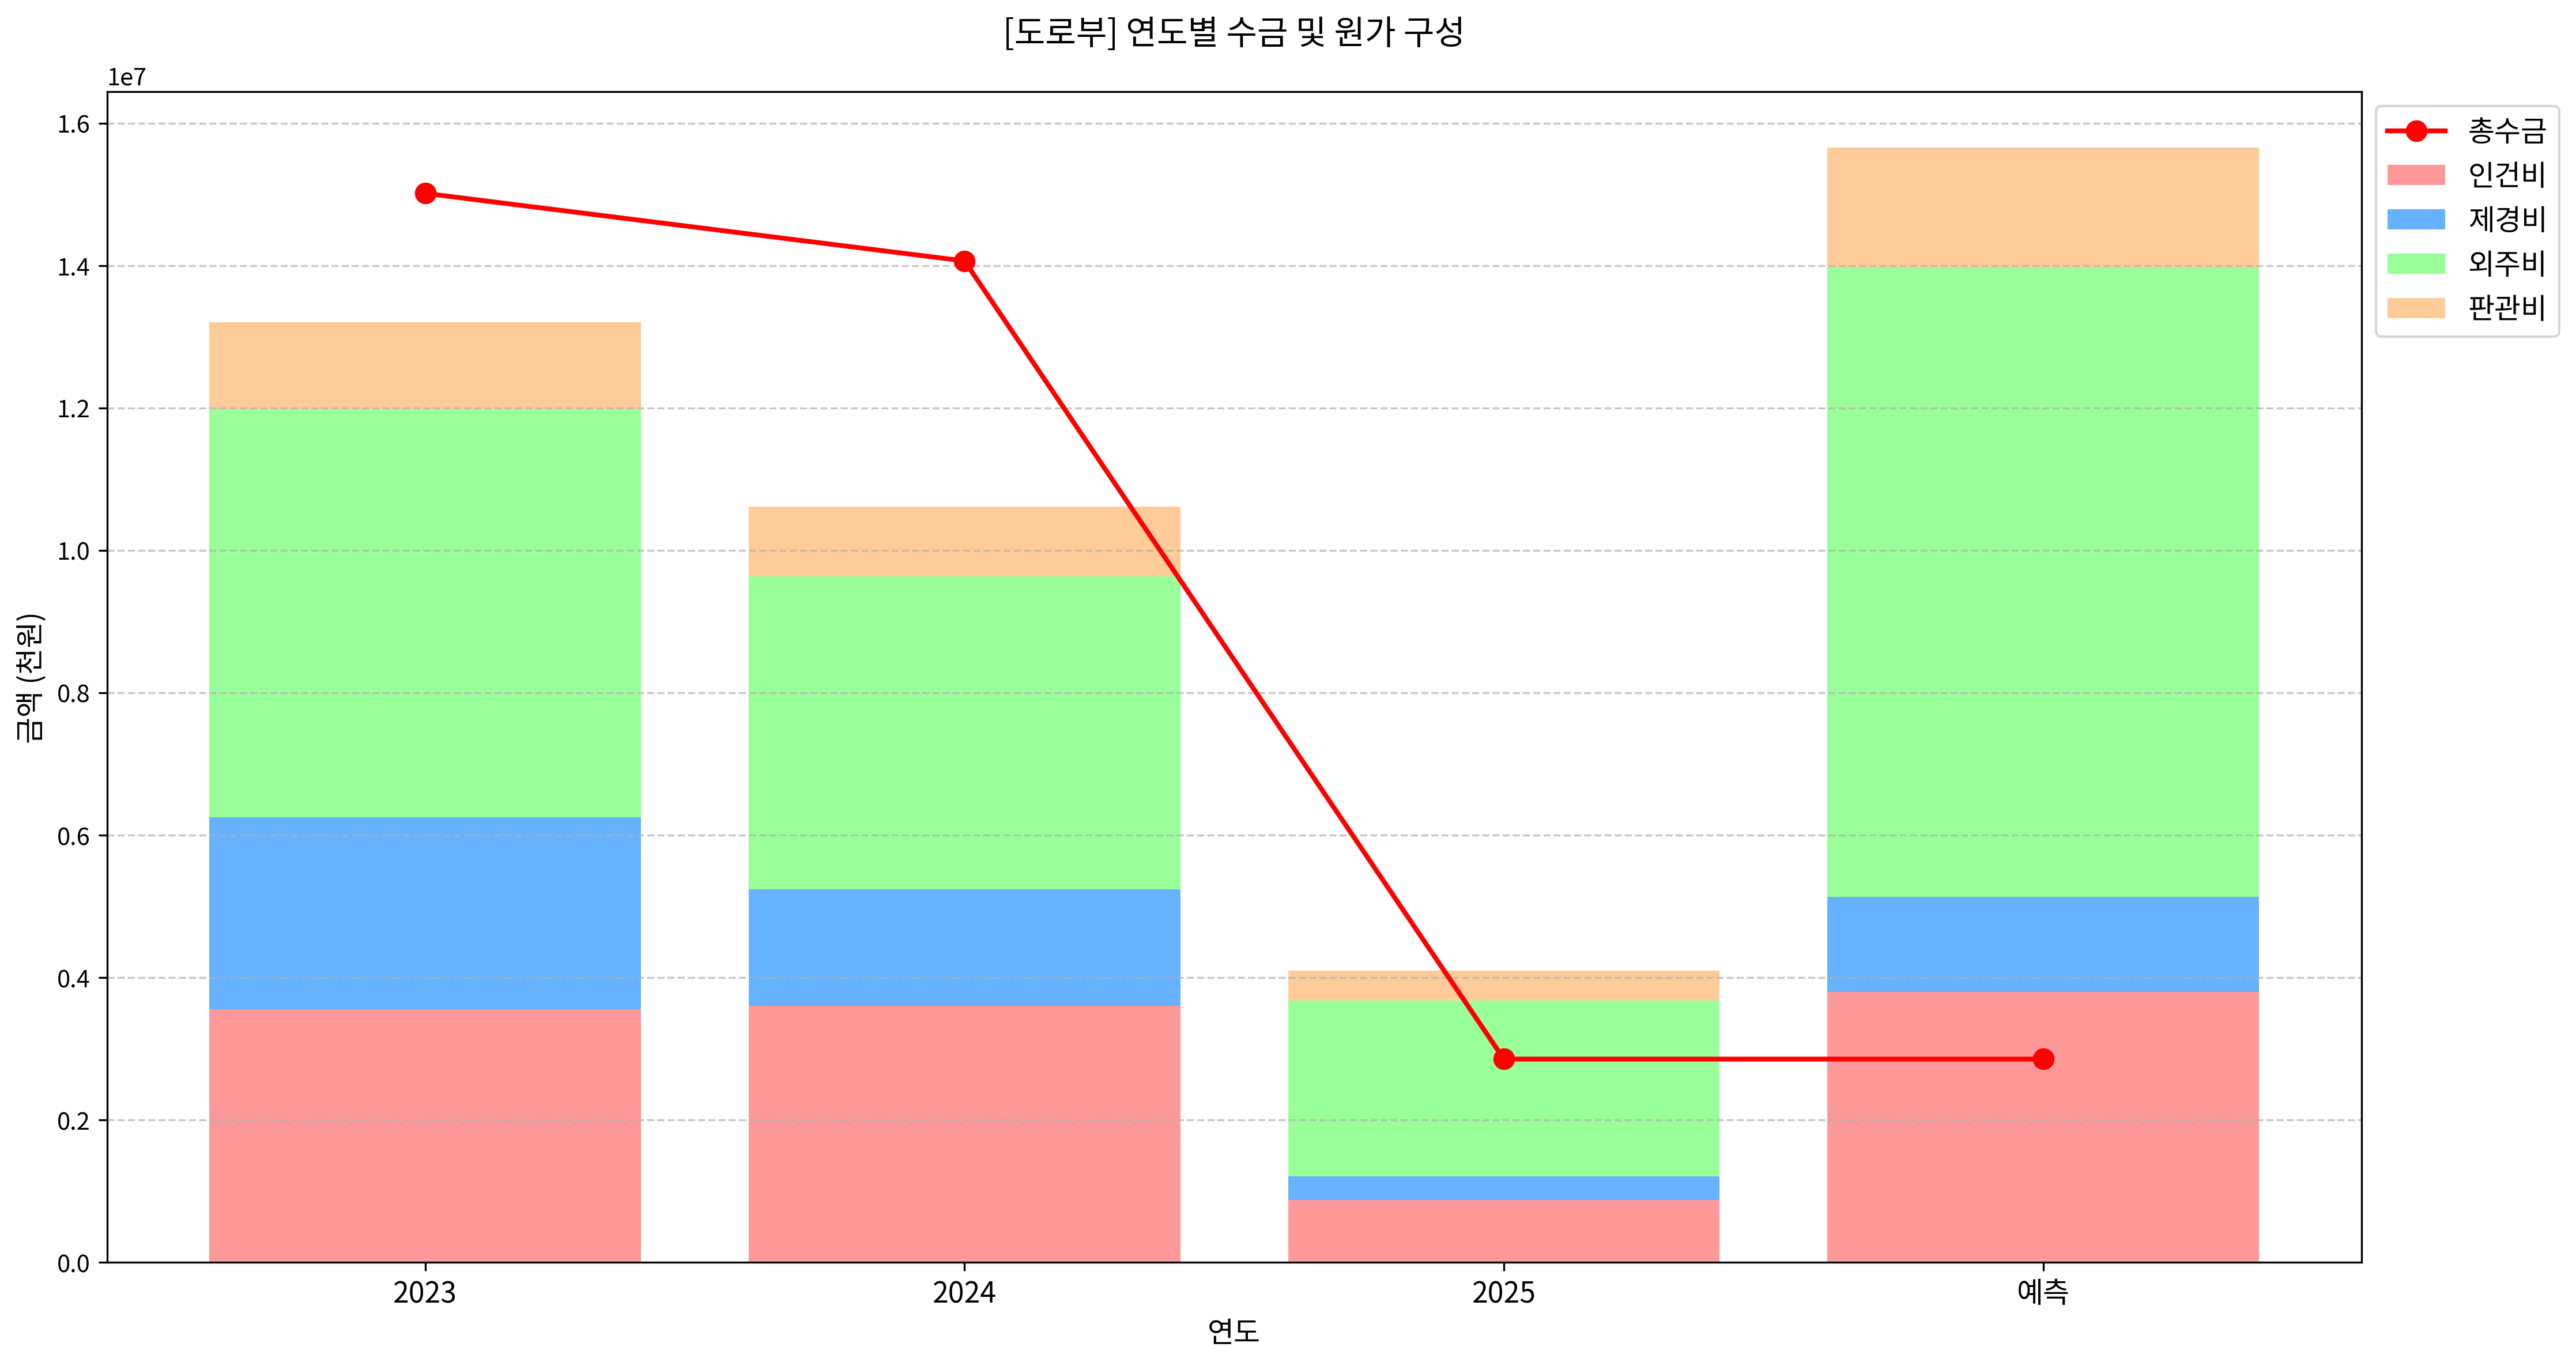 [도로부] 연도별 수금 및 원가 구성
1e7
1.6
1.4
1.2
1.0
0.8
0.6
0.4
0.2
0.0
금액 (천원)
2023
2024
2025
예측
연도
총수금
인건비
제경비
외주비
판관비